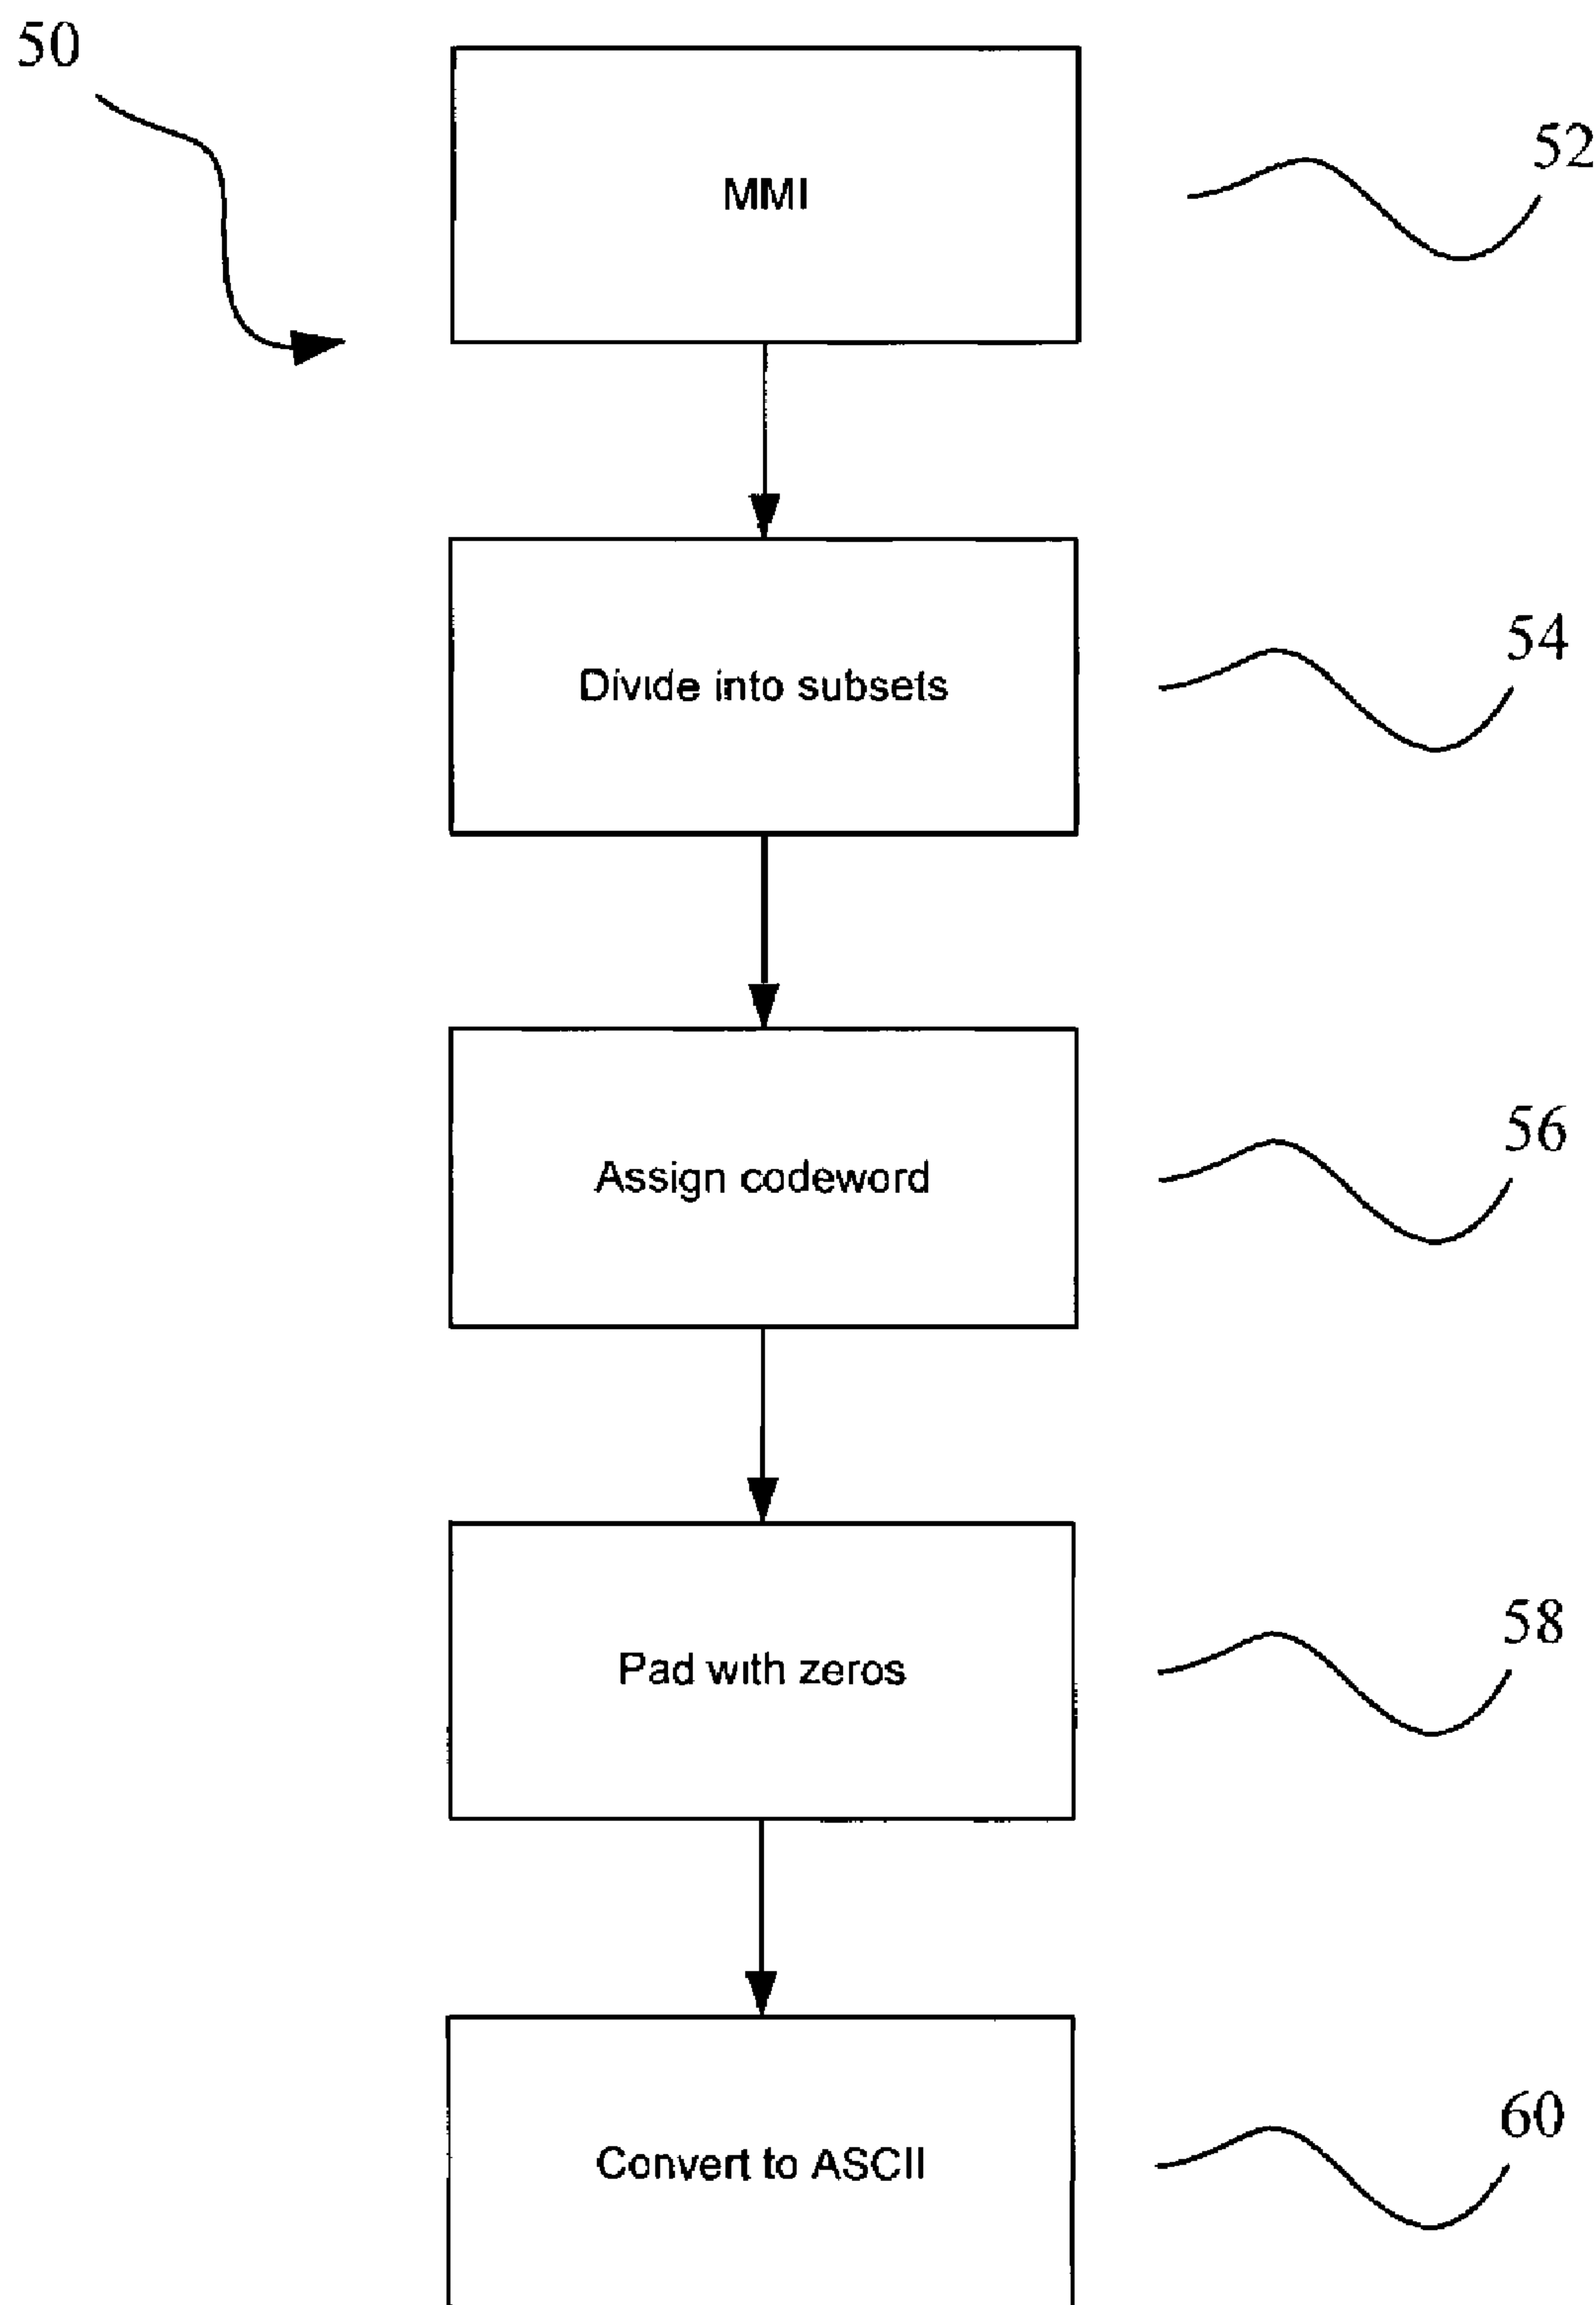 50
MMI
52
Divide into subsets
54
Assign codeword
56
Pad with zeros
58
Convert to ASCII
60